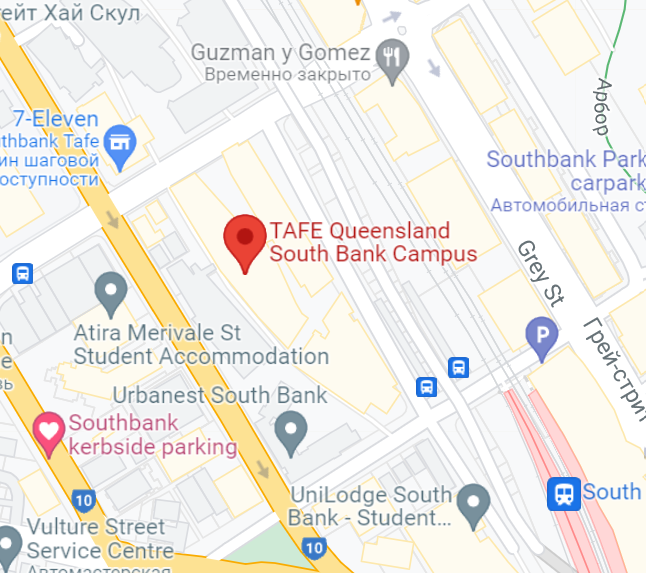 ейт Хай Скул
Guzman y Gomez
Временно закрыто
7-Eleven
thbank Tafe
ин шаговой
оступности
Арбор
Southbank Park
carpark
Автомобильная ст
TAFE Queensland
South Bank Campus
Grey St
Грей-стрит
Atira Merivale St
Student Accommodation
P
Urbanest South Bank
Southbank
kerbside parking
10
UniLodge South
Bank - Student...
South
Vulture Street
Service Centre
Автомастерская
10